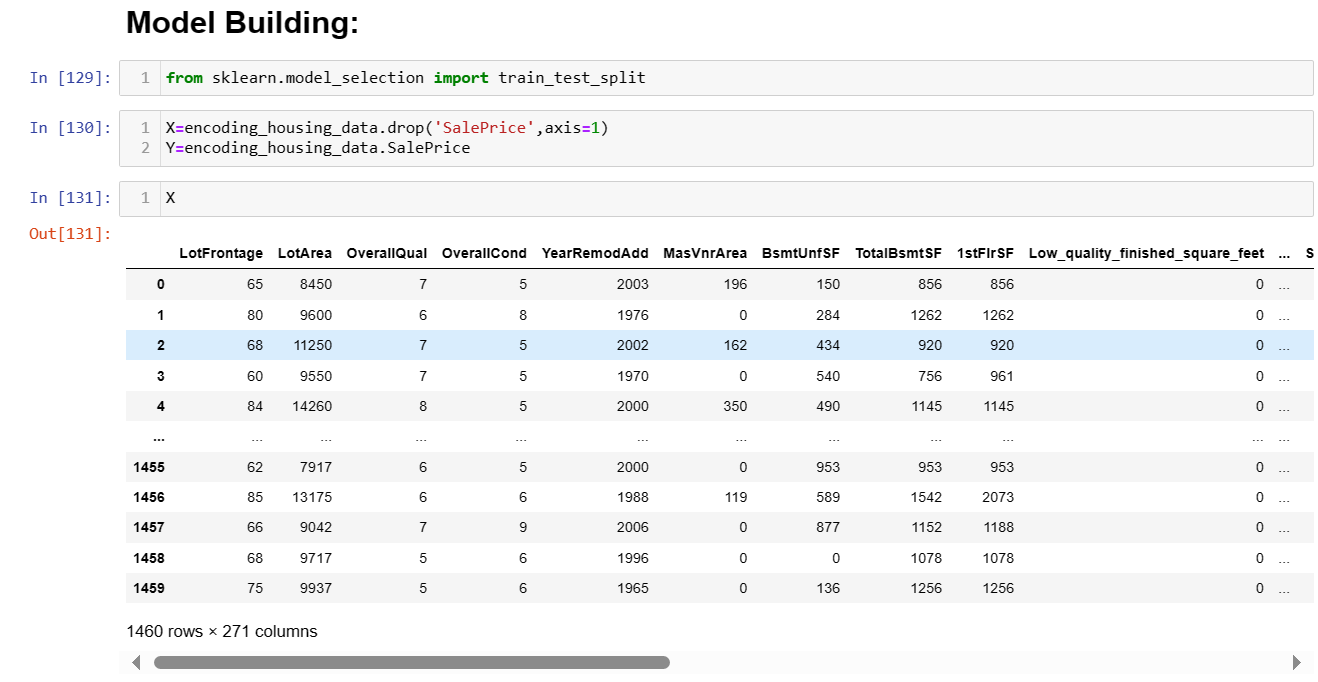 Model Building:
In [129]: 1 from sklearn.model_selection import train_test_split
In [130]: 1 X=encoding_housing_data.drop('SalePrice',axis=1)
2 Y=encoding_housing_data.SalePrice
In [131]: 1 X
Out[131]:
LotFrontage LotArea OverallQual OverallCond YearRemodAdd MasVnrArea BsmtUnfSF TotalBsmtSF 1stFlrSF Low_quality_finished_square_feet ... S
0 65 8450 7 5 2003 196 150 856 856 0 ...
1 80 9600 6 8 1976 0 284 1262 1262 0 ...
2 68 11250 7 5 2002 162 434 920 920 0 ...
3 60 9550 7 5 1970 0 540 756 961 0 ...
4 84 14260 8 5 2000 350 490 1145 1145 0 ...
... ... ... ... ... ... ... ... ... ... ... ...
1455 62 7917 6 5 2000 0 953 953 953 0 ...
1456 85 13175 6 6 1988 119 589 1542 2073 0 ...
1457 66 9042 7 9 2006 0 877 1152 1188 0 ...
1458 68 9717 5 6 1996 0 0 1078 1078 0 ...
1459 75 9937 5 6 1965 0 136 1256 1256 0 ...
1460 rows × 271 columns